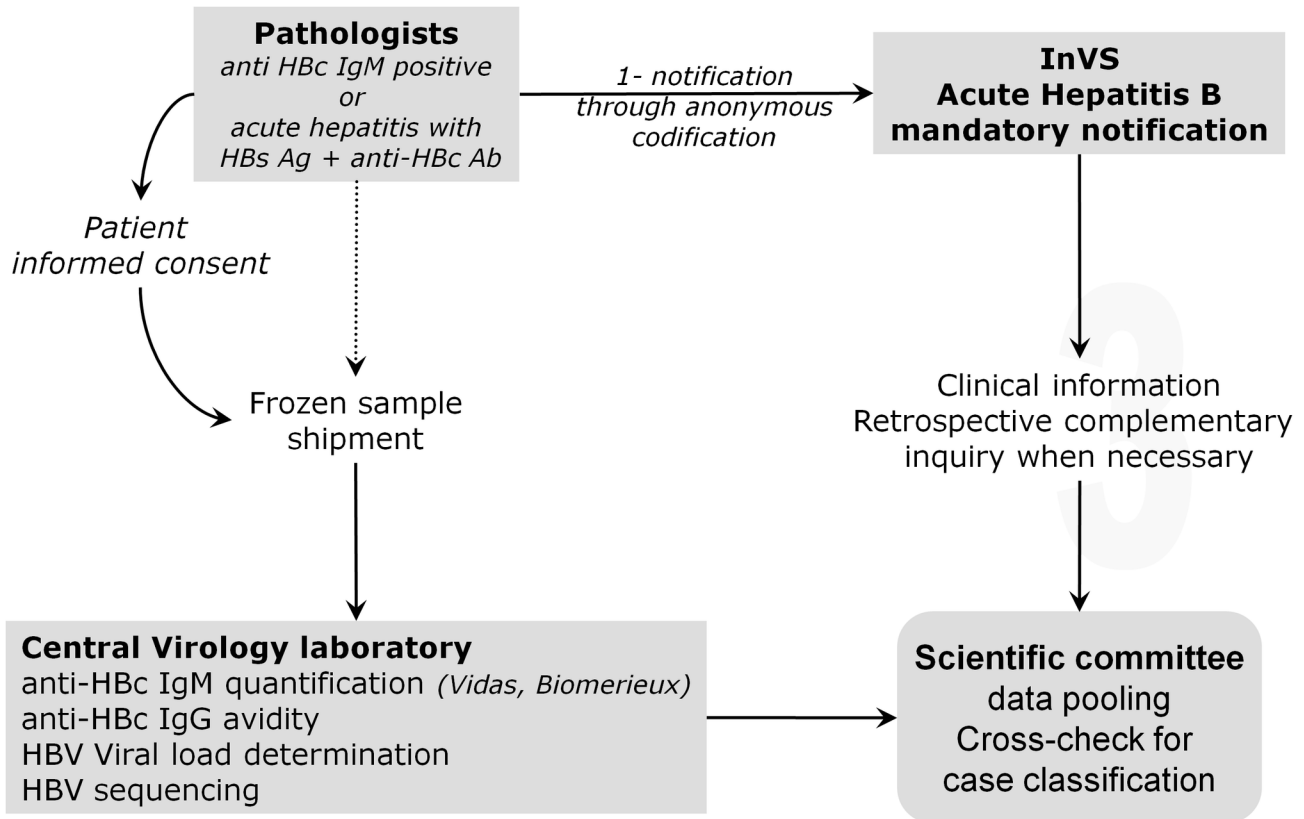 Pathologists
anti HBc IgM positive
or
acute hepatitis with
HBs Ag + anti-HBc Ab
1- notification
through anonymous
codification
InVS
Acute Hepatitis B
mandatory notification
Patient
informed consent
Frozen sample
shipment
Clinical information
Retrospective complementary
inquiry when necessary
3
Central Virology laboratory
anti-HBc IgM quantification (Vidas, Biomerieux)
anti-HBc IgG avidity
HBV Viral load determination
HBV sequencing
Scientific committee
data pooling
Cross-check for
case classification